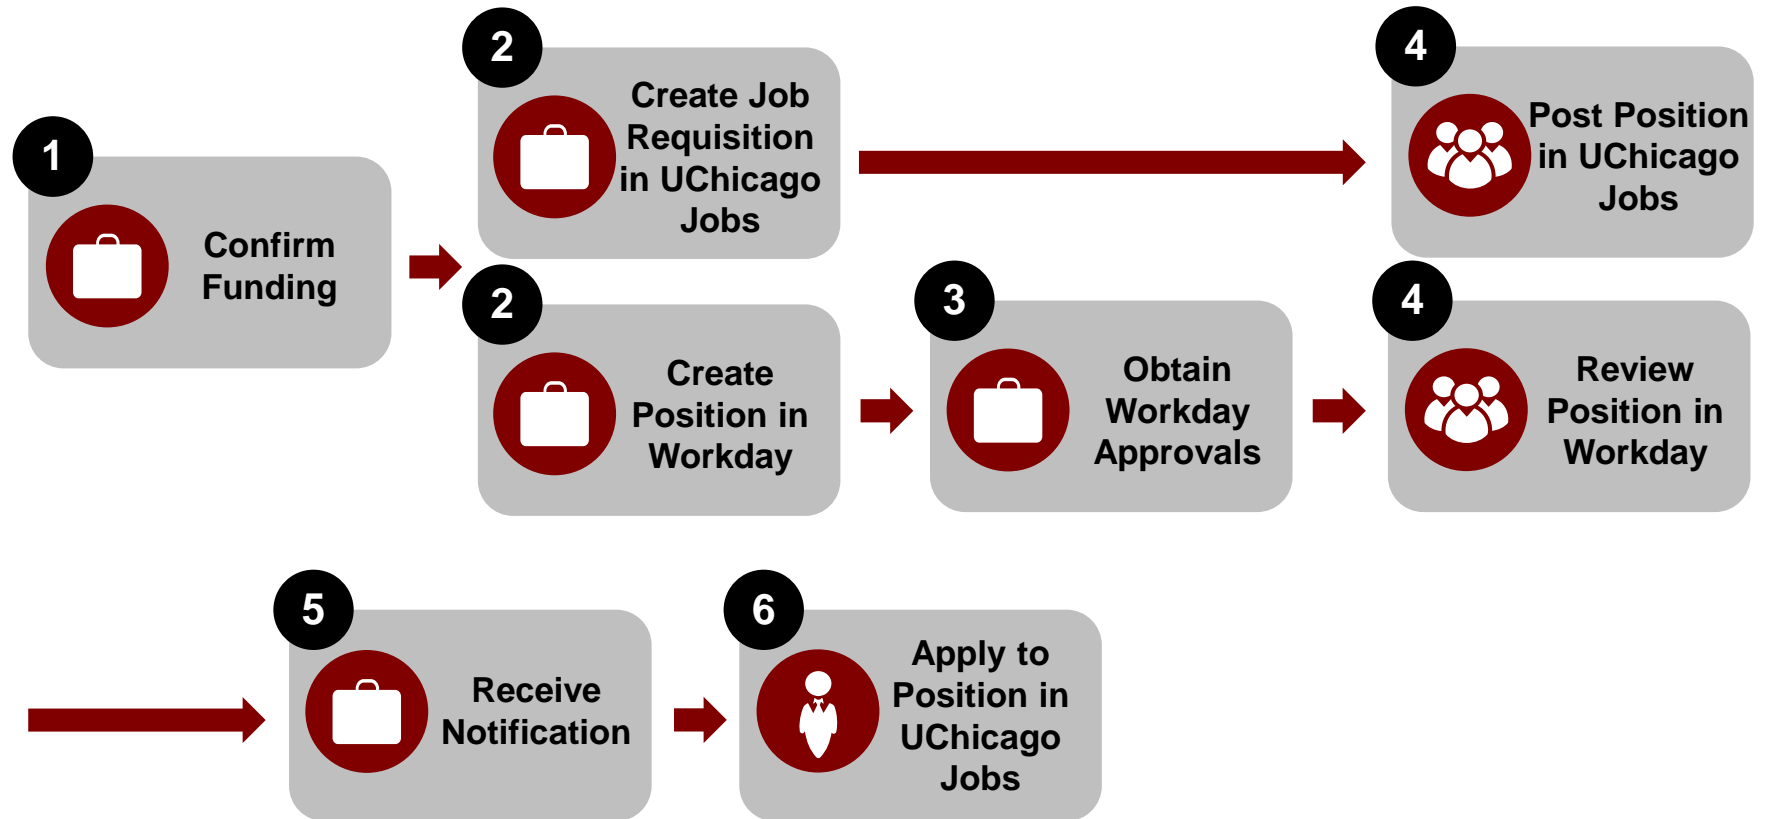 1
Confirm
Funding
2
Create Job
Requisition
in UChicago
Jobs
4
Post Position
in UChicago
Jobs
2
Create
Position in
Workday
3
Obtain
Workday
Approvals
4
Review
Position in
Workday
5
Receive
Notification
6
Apply to
Position in
UChicago
Jobs